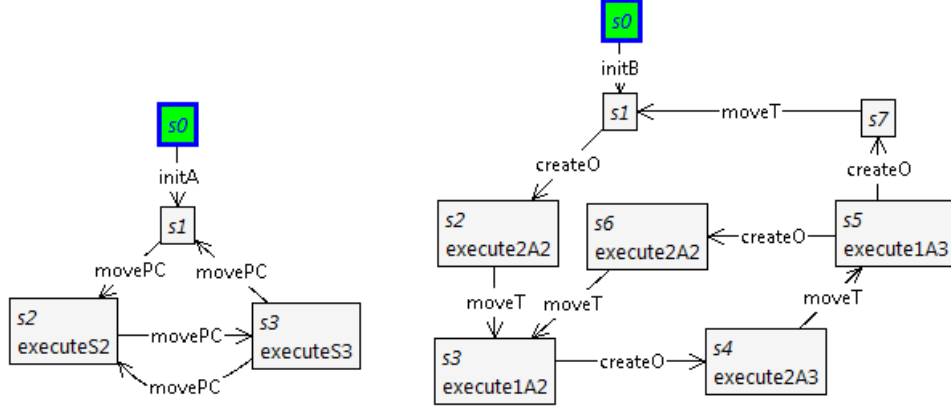 s0
initA
s1
movePC
movePC
s2
executeS2
movePC
s3
executeS3
movePC
s0
initB
s1
moveT
s7
createO
createO
s2
execute2A2
s6
execute2A2
createO
s5
execute1A3
moveT
moveT
moveT
s3
execute1A2
createO
s4
execute2A3